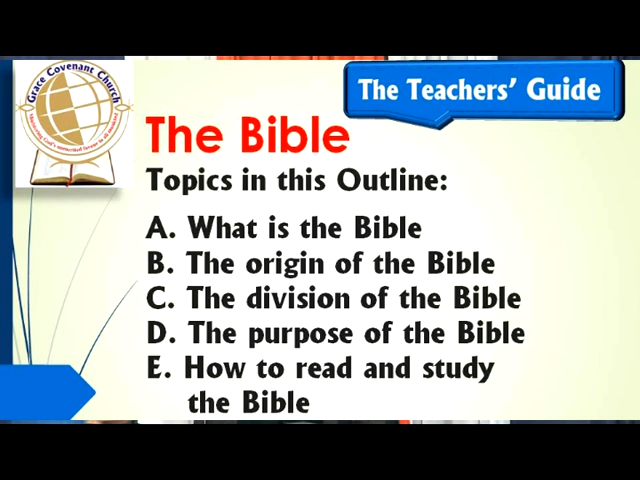 Grace Covenant Church
The Teachers' Guide
The Bible
Topics in this Outline:
A. What is the Bible
B. The origin of the Bible
C. The division of the Bible
D. The purpose of the Bible
E. How to read and study
the Bible